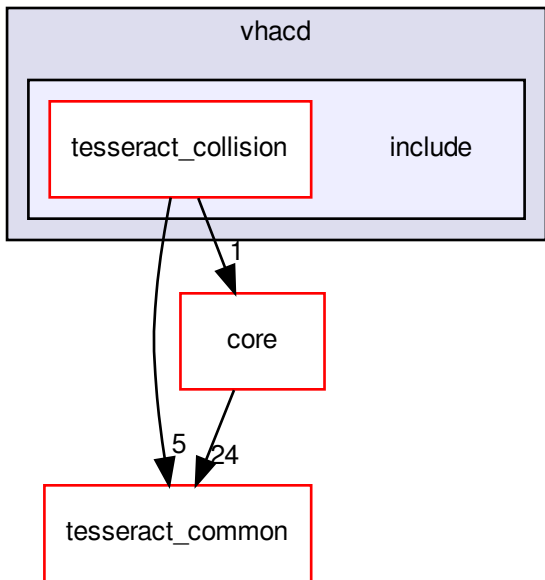 vhacd
tesseract_collision
include
1
core
5
24
tesseract_common